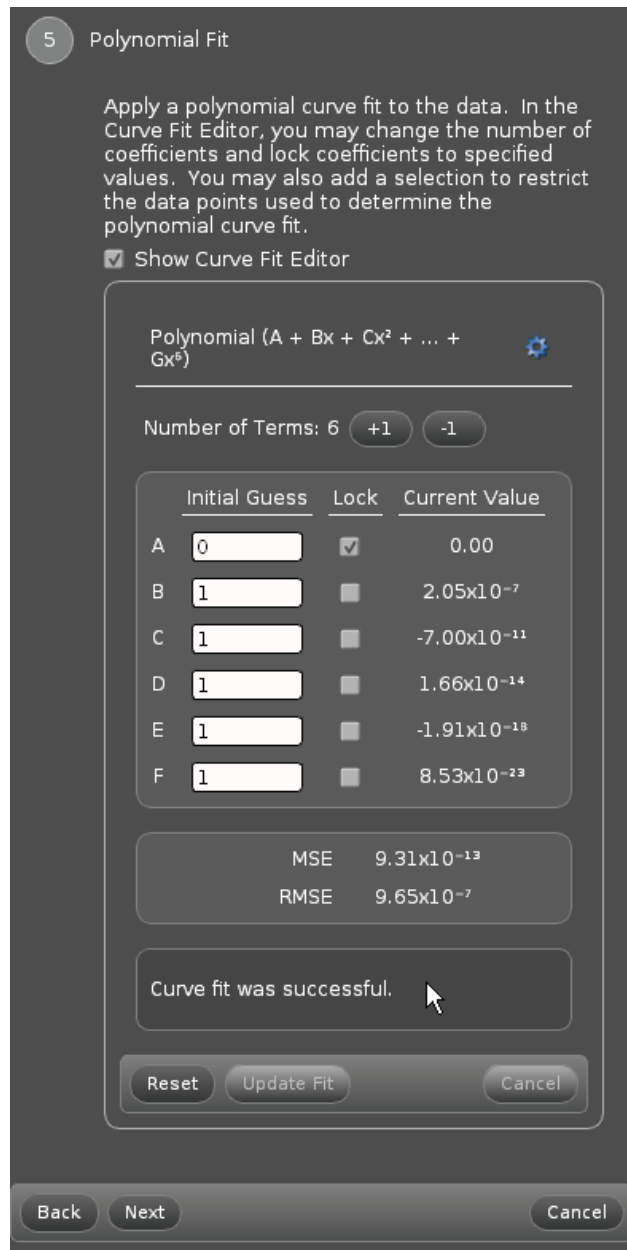 5 Polynomial Fit
Apply a polynomial curve fit to the data. In the
Curve Fit Editor, you may change the number of
coefficients and lock coefficients to specified
values. You may also add a selection to restrict
the data points used to determine the
polynomial curve fit.
Show Curve Fit Editor
Polynomial (A + Bx + Cx² + ... +
Gx⁶)
Number of Terms: 6 +1 -1
Initial Guess Lock Current Value
A 0 0.00
B 1 2.05x10⁻⁷
C 1 -7.00x10⁻¹¹
D 1 1.66x10⁻¹⁴
E 1 -1.91x10⁻¹⁸
F 1 8.53x10⁻²³
MSE 9.31x10⁻¹³
RMSE 9.65x10⁻⁷
Curve fit was successful.
Reset Update Fit Cancel
Back Next Cancel